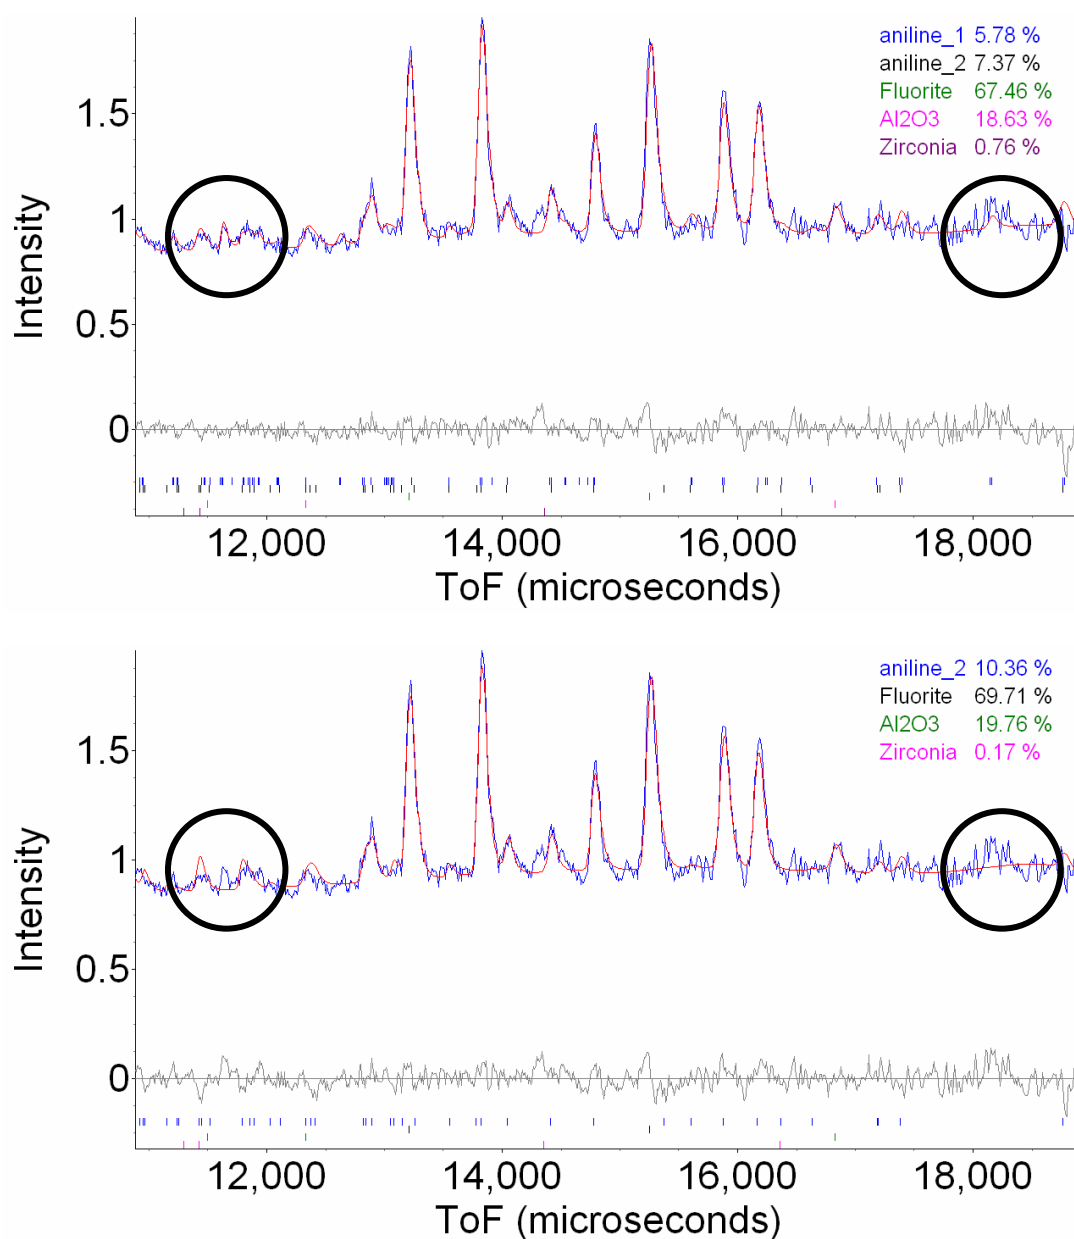 aniline_1 5.78 %
aniline_2 7.37 %
Fluorite 67.46 %
Al2O3 18.63 %
Zirconia 0.76 %
Intensity
1.5
1
0.5
0
12,000 14,000 16,000 18,000
ToF (microseconds)
aniline_2 10.36 %
Fluorite 69.71 %
Al2O3 19.76 %
Zirconia 0.17 %
Intensity
1.5
1
0.5
0
12,000 14,000 16,000 18,000
ToF (microseconds)